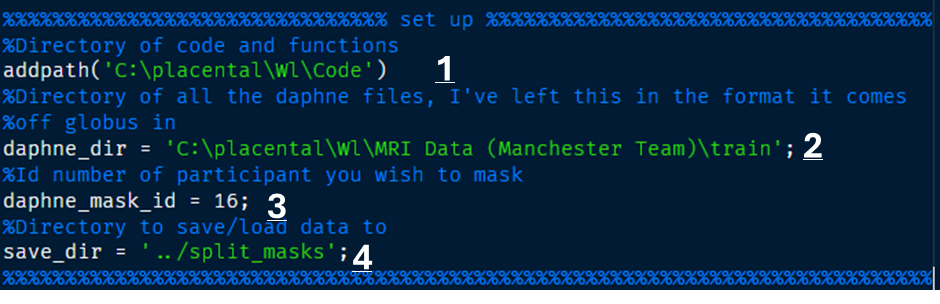 %%%%%%%%%%%%%%%%%%%%%%%%%%%%%%% set up %%%%%%%%%%%%%%%%%%%%%%%%%%%%%%%%%%%%
%Directory of code and functions
addpath('C:\placental\Wl\Code') 1
%Directory of all the daphne files, I've left this in the format it comes
%off globus in
daphne_dir = 'C:\placental\Wl\MRI Data (Manchester Team)\train'; 2
%Id number of participant you wish to mask
daphne_mask_id = 16; 3
%Directory to save/load data to
save_dir = '../split_masks'; 4
%%%%%%%%%%%%%%%%%%%%%%%%%%%%%%%%%%%%%%%%%%%%%%%%%%%%%%%%%%%%%%%%%%%%%%%%%%%%%